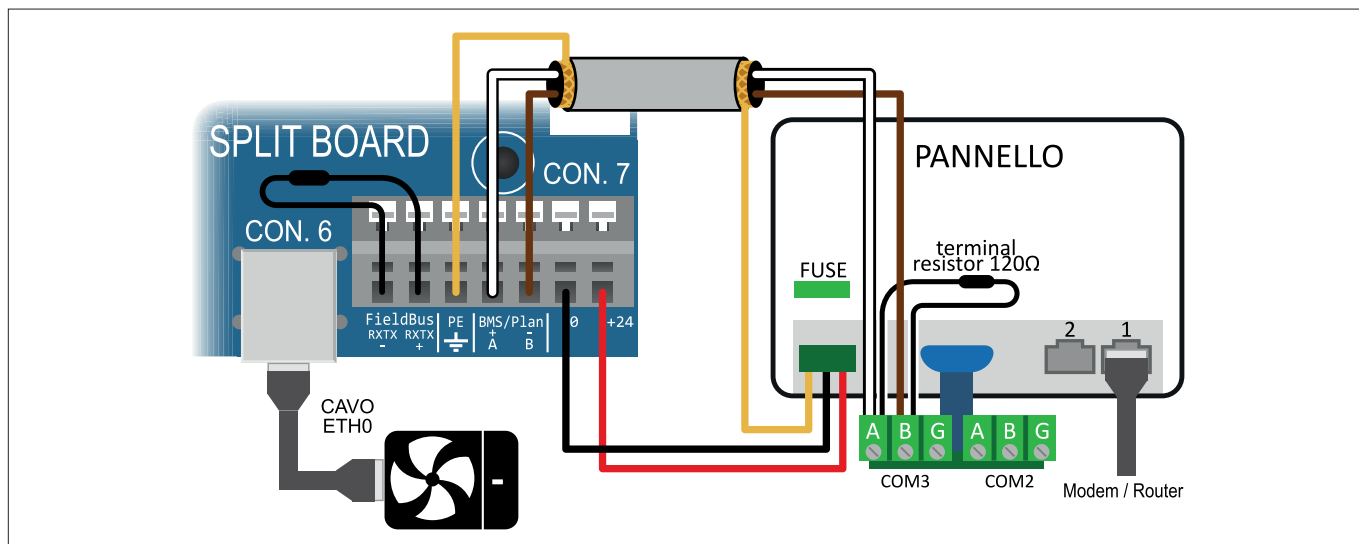 SPLIT BOARD
CON. 7
CON. 6
FieldBus PE BMS/Plan 0 +24
RXTX RXTX + -
- + A B
CAVO
ETH0
PANNELLO
FUSE
terminal
resistor 120Ω
2 1
A B G A B G
COM3 COM2
Modem / Router